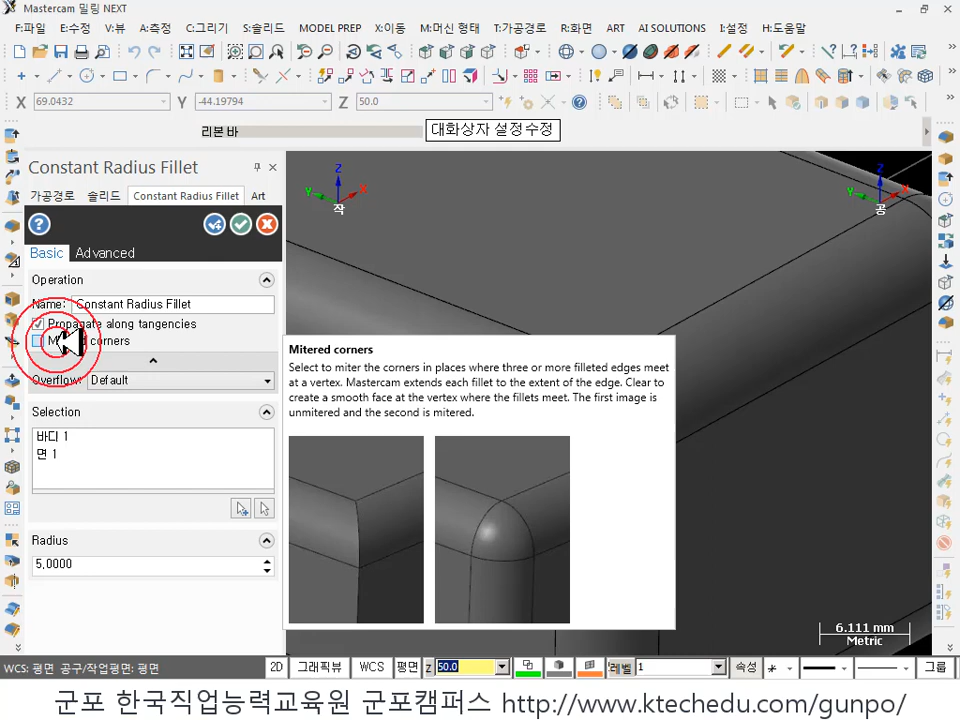 Mastercam 밀링 NEXT
F:파일 E:수정 V:뷰 A:측정 C:그리기 S:솔리드 MODEL PREP X:이동 M:머신 형태 T:가공경로 R:화면 ART AI SOLUTIONS I:설정 H:도움말
X 69.0432 Y -44.19794 Z 50.0
리본 바
대화상자 설정수정
Constant Radius Fillet
가공경로 솔리드 Constant Radius Fillet Art
Basic Advanced
Operation
Name: Constant Radius Fillet
Propagate along tangencies
corners
Overflow: Default
Selection
바디 1
면 1
Radius
5,0000
Z
X
Y
작
Z
X
Y
공
Mitered corners
Select to miter the corners in places where three or more filleted edges meet
at a vertex. Mastercam extends each fillet to the extent of the edge. Clear to
create a smooth face at the vertex where the fillets meet. The first image is
unmitered and the second is mitered.
6.111 mm
Metric
WCS: 평면 공구/작업평면: 평면 2D 그래픽뷰 WCS 평면 Z 50.0 레벨 1 속성 그룹
군포 한국직업능력교육원 군포캠퍼스 http://www.ktechedu.com/gunpo/